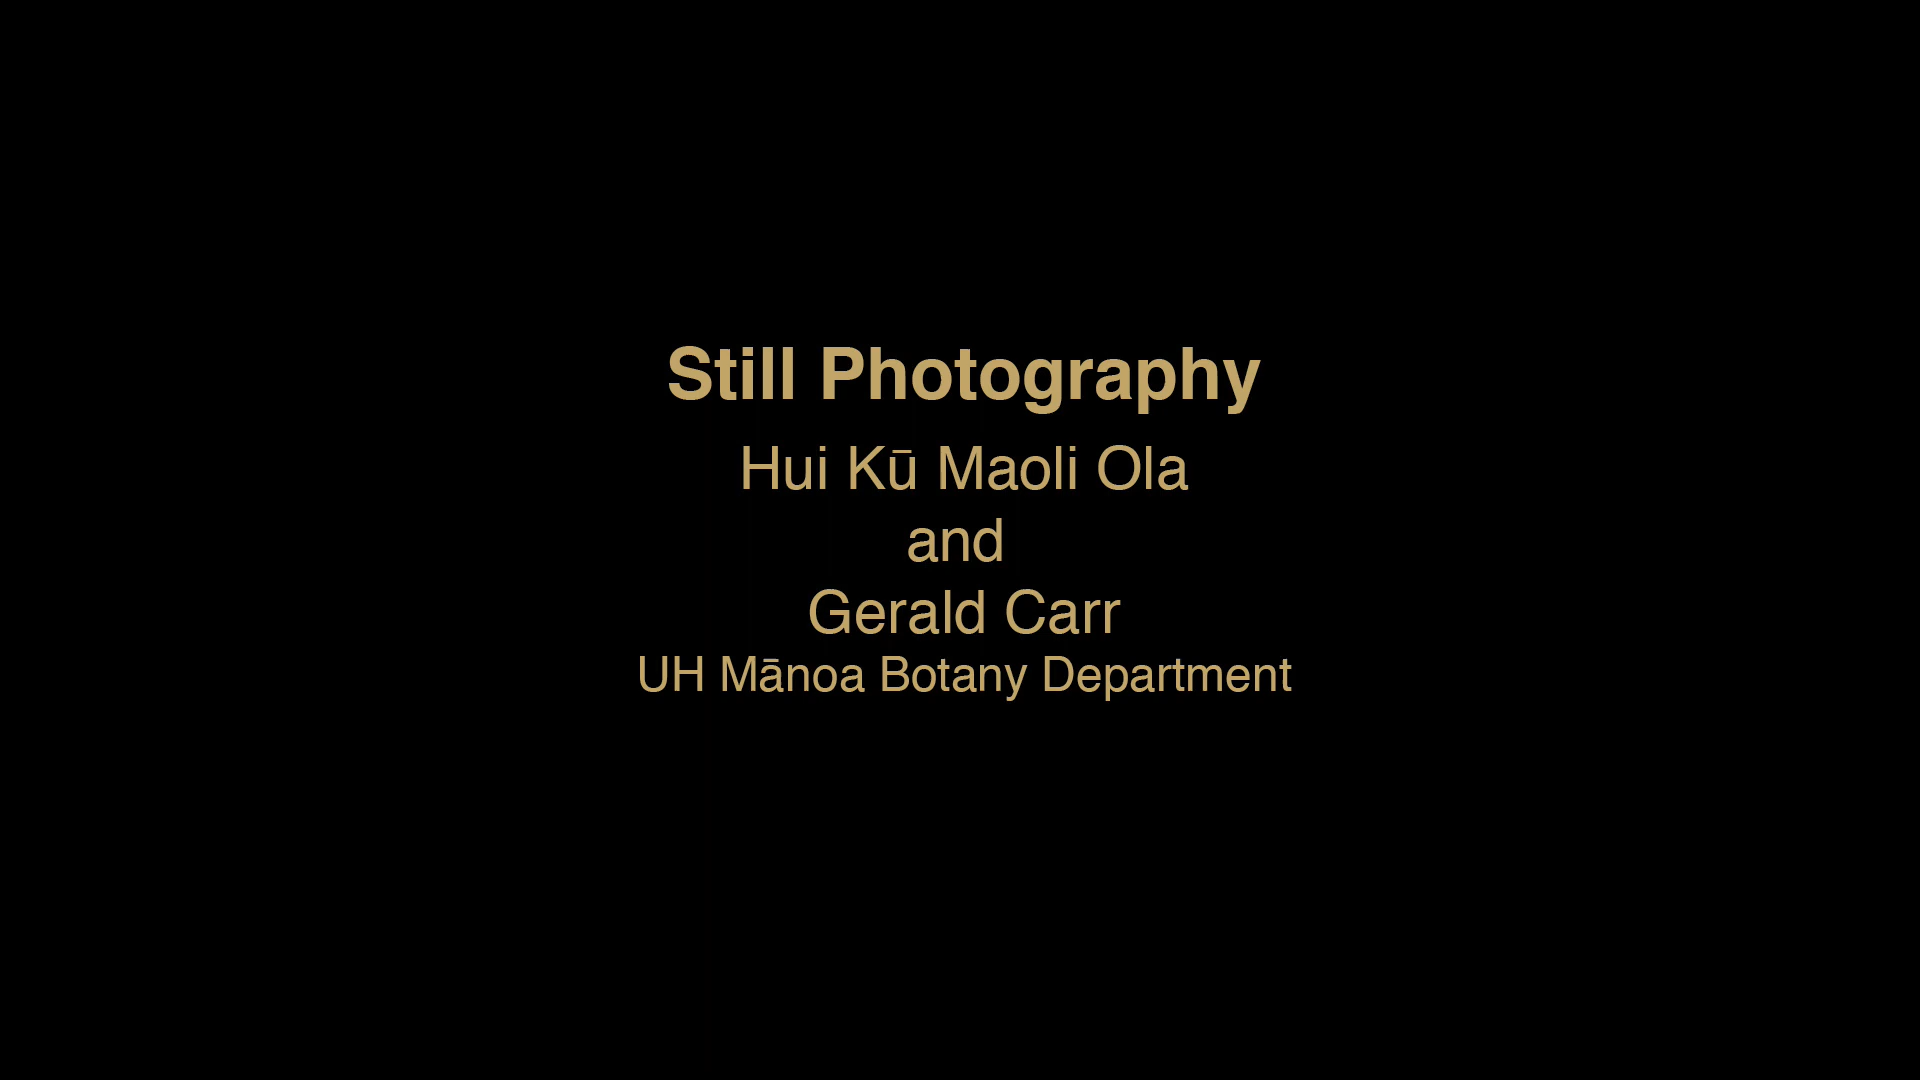 Still Photography
Hui Kū Maoli Ola
and
Gerald Carr
UH Mānoa Botany Department